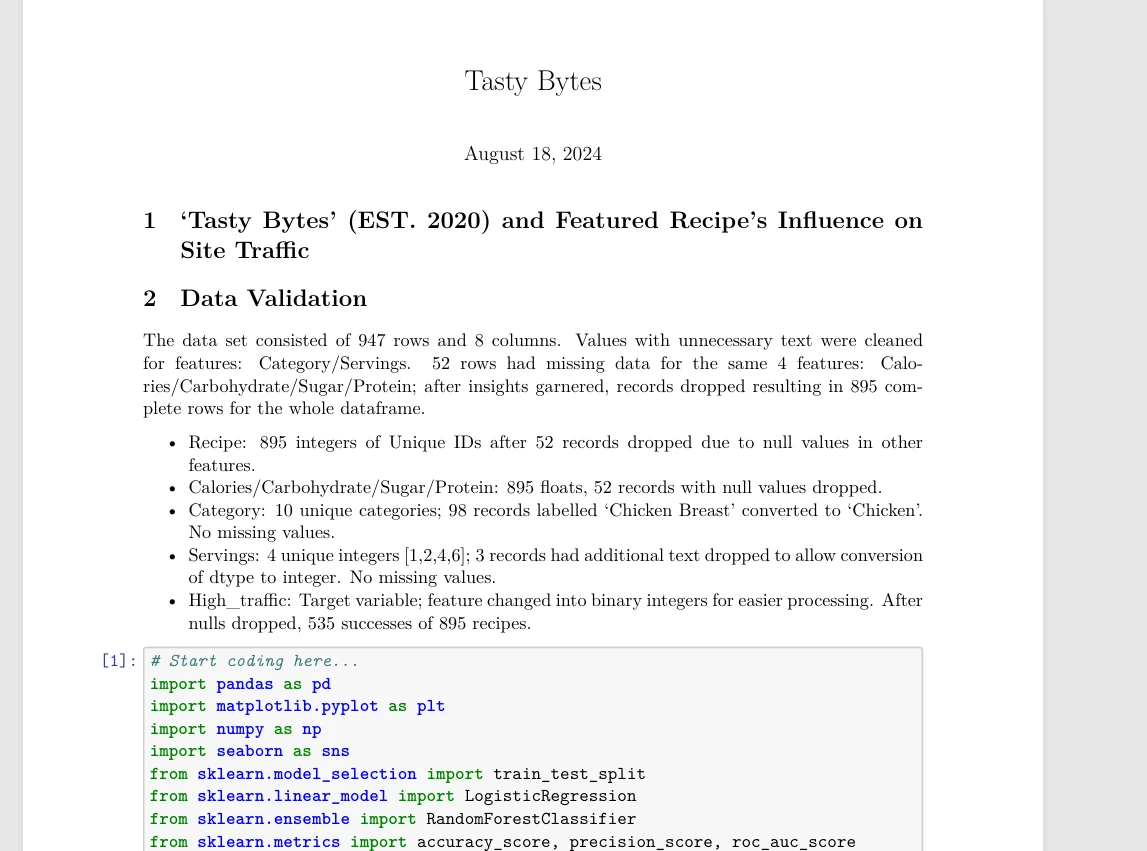 Tasty Bytes
August 18, 2024
1 ‘Tasty Bytes’ (EST. 2020) and Featured Recipe’s Influence on
Site Traffic
2 Data Validation
The data set consisted of 947 rows and 8 columns. Values with unnecessary text were cleaned
for features: Category/Servings. 52 rows had missing data for the same 4 features: Calo-
ries/Carbohydrate/Sugar/Protein; after insights garnered, records dropped resulting in 895 com-
plete rows for the whole dataframe.
• Recipe: 895 integers of Unique IDs after 52 records dropped due to null values in other
features.
• Calories/Carbohydrate/Sugar/Protein: 895 floats, 52 records with null values dropped.
• Category: 10 unique categories; 98 records labelled ‘Chicken Breast’ converted to ‘Chicken’.
No missing values.
• Servings: 4 unique integers [1,2,4,6]; 3 records had additional text dropped to allow conversion
of dtype to integer. No missing values.
• High_traffic: Target variable; feature changed into binary integers for easier processing. After
nulls dropped, 535 successes of 895 recipes.
[1]: # Start coding here...
import pandas as pd
import matplotlib.pyplot as plt
import numpy as np
import seaborn as sns
from sklearn.model_selection import train_test_split
from sklearn.linear_model import LogisticRegression
from sklearn.ensemble import RandomForestClassifier
from sklearn.metrics import accuracy_score, precision_score, roc_auc_score